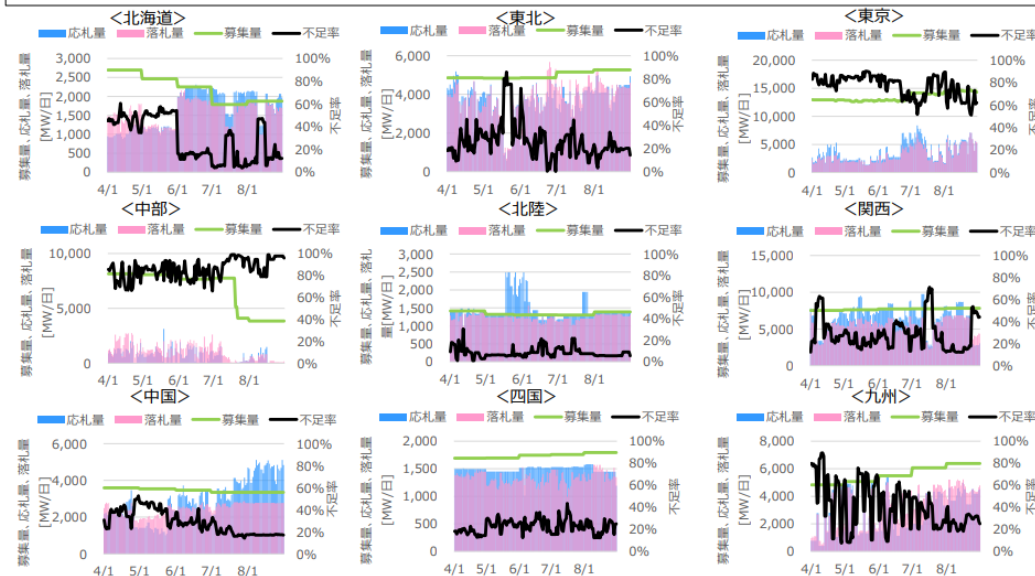 ＜北海道＞
応札量 落札量 募集量 不足率
募集量、応札量、落札量
[MW/日]
3,000
2,500
2,000
1,500
1,000
500
0
100%
80%
60%
40%
20%
0%
不足率
4/1 5/1 6/1 7/1 8/1
＜東北＞
応札量 落札量 募集量 不足率
募集量、応札量、落札量
[MW/日]
6,000
4,000
2,000
0
100%
80%
60%
40%
20%
0%
不足率
4/1 5/1 6/1 7/1 8/1
＜東京＞
応札量 落札量 募集量 不足率
募集量、応札量、落札量
[MW/日]
20,000
15,000
10,000
5,000
0
100%
80%
60%
40%
20%
0%
不足率
4/1 5/1 6/1 7/1 8/1
＜中部＞
応札量 落札量 募集量 不足率
募集量、応札量、落札量
[MW/日]
10,000
5,000
0
100%
80%
60%
40%
20%
0%
不足率
4/1 5/1 6/1 7/1 8/1
＜北陸＞
応札量 落札量 募集量 不足率
募集量、応札量、落札
量[MW/日]
3,000
2,500
2,000
1,500
1,000
500
0
100%
80%
60%
40%
20%
0%
不足率
4/1 5/1 6/1 7/1 8/1
＜関西＞
応札量 落札量 募集量 不足率
募集量、応札量、落札量
[MW/日]
15,000
10,000
5,000
0
100%
80%
60%
40%
20%
0%
不足率
4/1 5/1 6/1 7/1 8/1
＜中国＞
応札量 落札量 募集量 不足率
募集量、応札量、落札量
[MW/日]
6,000
4,000
2,000
0
100%
80%
60%
40%
20%
0%
不足率
4/1 5/1 6/1 7/1 8/1
＜四国＞
応札量 落札量 募集量 不足率
募集量、応札量、落札量
[MW/日]
2,000
1,500
1,000
500
0
100%
80%
60%
40%
20%
0%
不足率
4/1 5/1 6/1 7/1 8/1
＜九州＞
応札量 落札量 募集量 不足率
募集量、応札量、落札量
[MW/日]
8,000
6,000
4,000
2,000
0
100%
80%
60%
40%
20%
0%
不足率
4/1 5/1 6/1 7/1 8/1